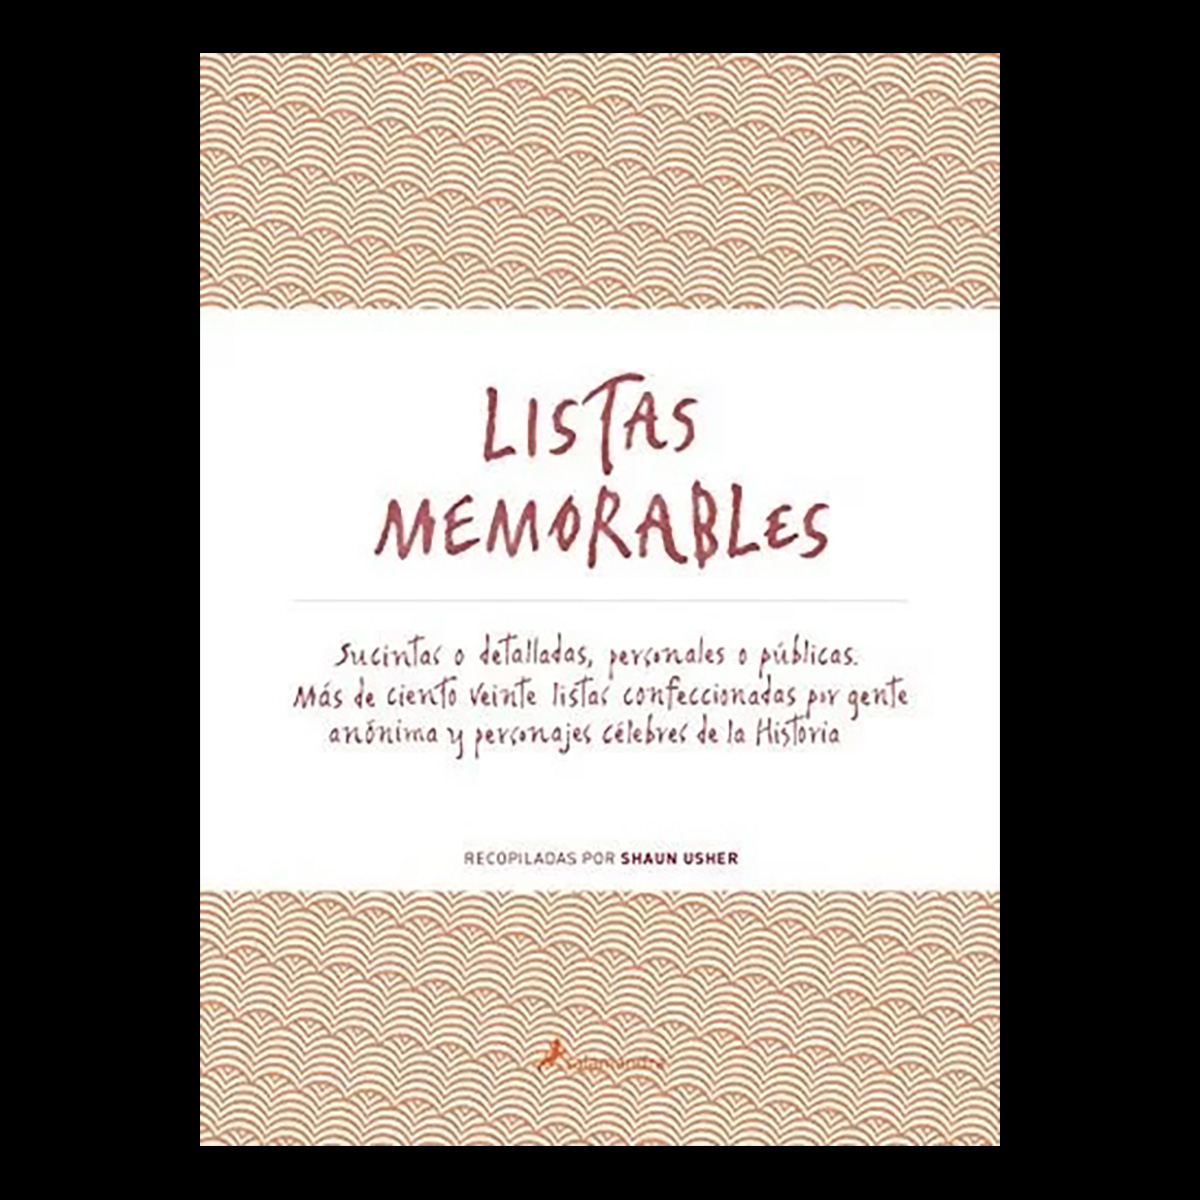 LISTAS
MEMORABLES
Sucintas o detalladas, personales o públicas.
Más de ciento veinte listas confeccionadas por gente
anónima y personajes célebres de la Historia
RECOPILADAS POR SHAUN USHER
salamandra